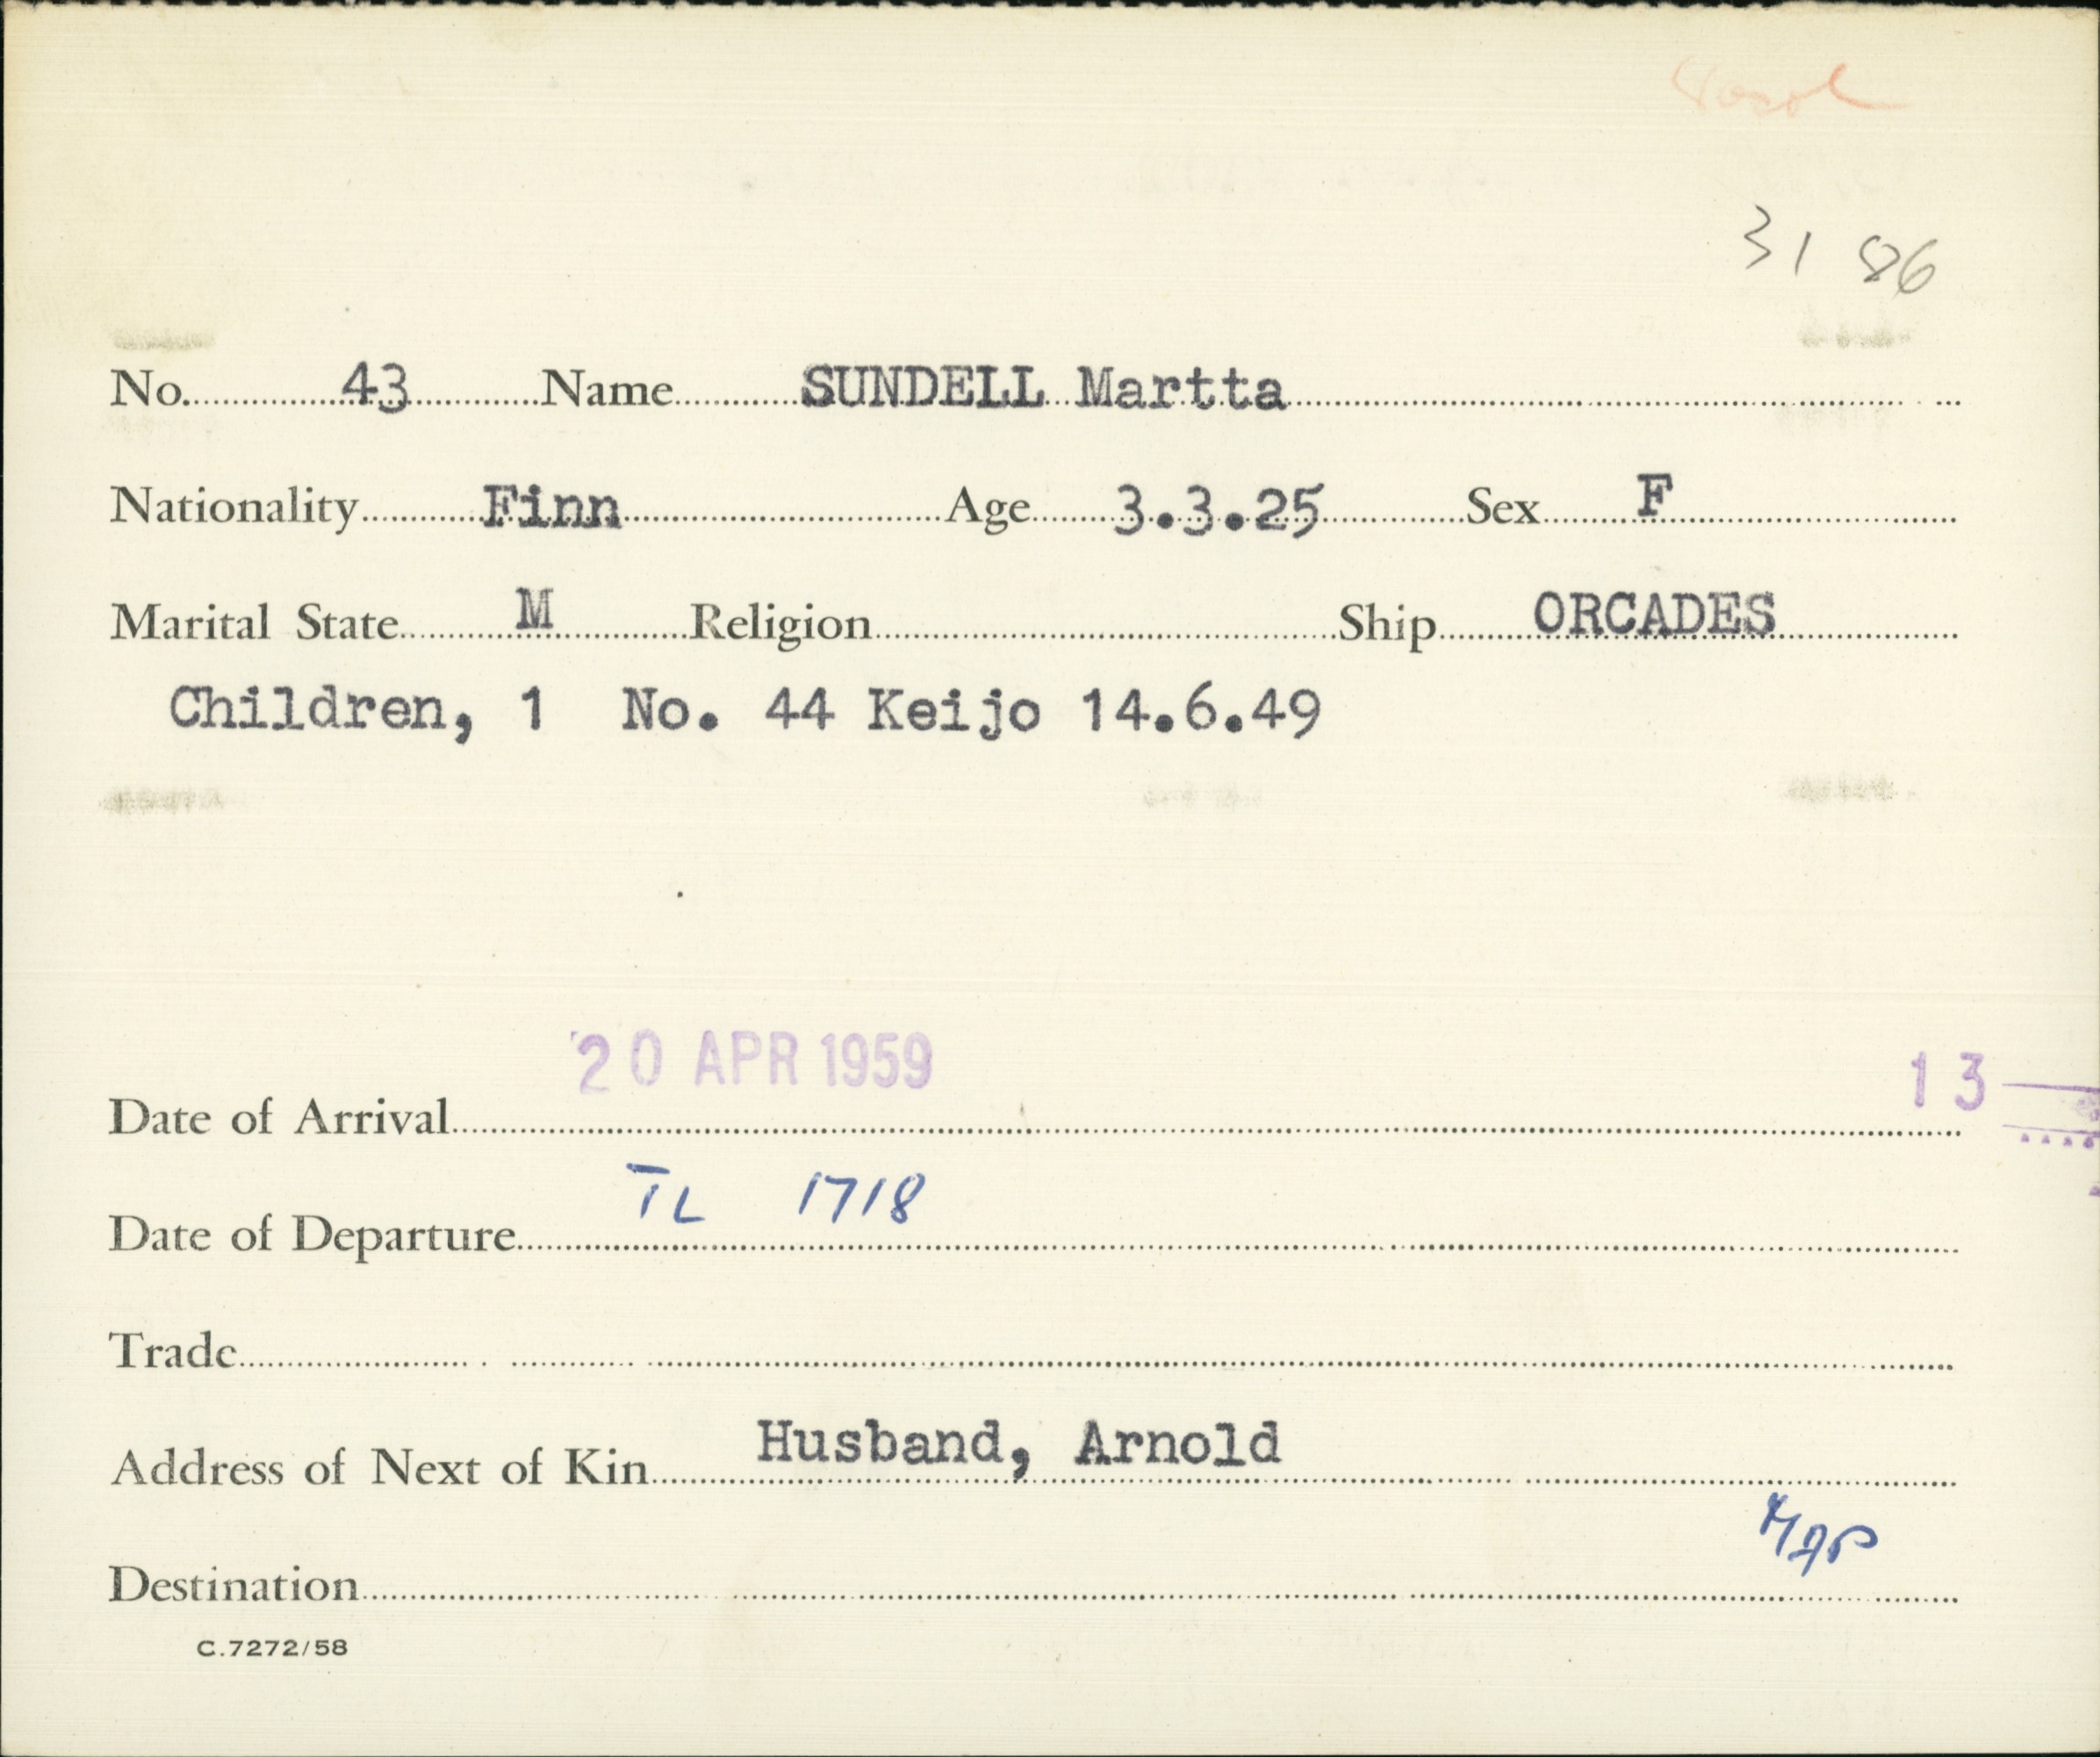 31 86
No. 43 Name SUNDELL Martta
Nationality Finn Age 3.3.25 Sex F
Marital State M Religion Ship ORCADES
Children, 1 No. 44 Keijo 14.6.49
20 APR 1959 13
Date of Arrival
TL 1718
Date of Departure
Trade
Address of Next of Kin Husband, Arnold
Destination
C.7272/58